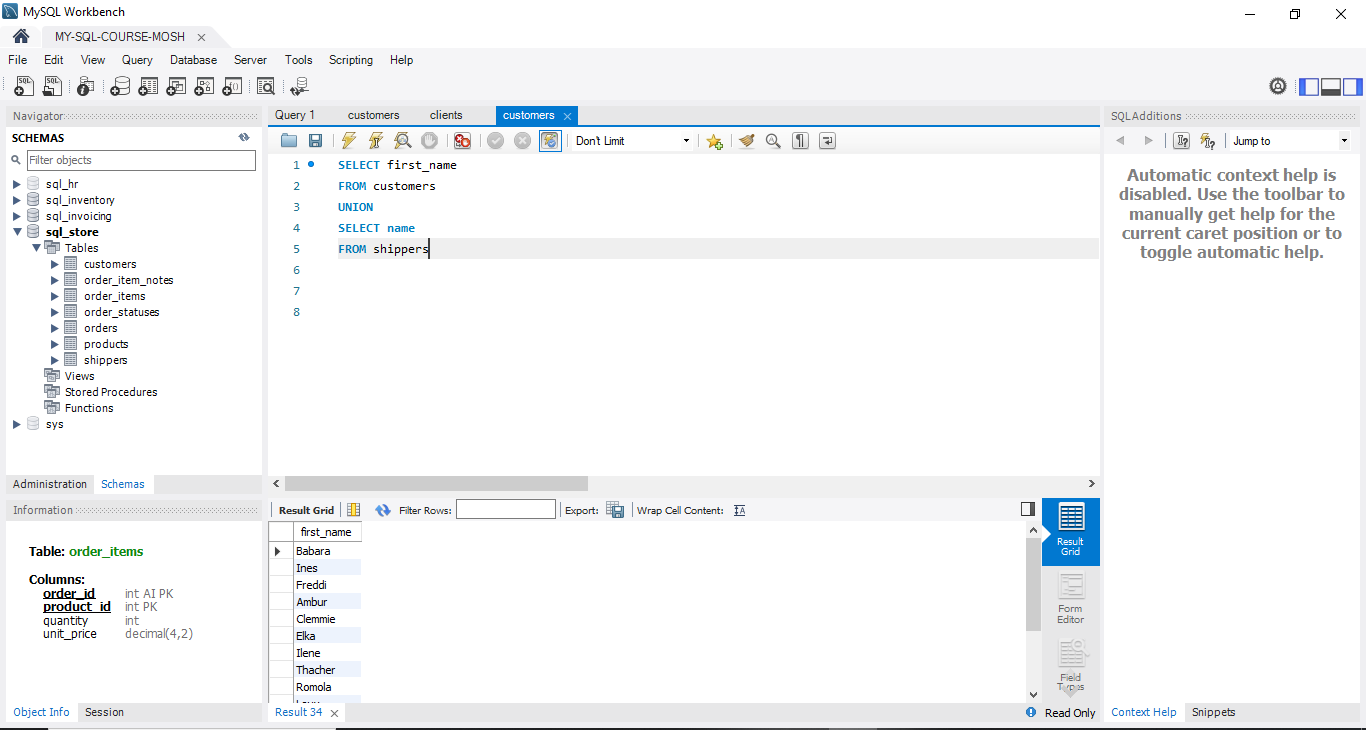 MySQL Workbench
MY-SQL-COURSE-MOSH
File Edit View Query Database Server Tools Scripting Help
Navigator
SCHEMAS
Filter objects
sql_hr
sql_inventory
sql_invoicing
sql_store
Tables
customers
order_item_notes
order_items
order_statuses
orders
products
shippers
Views
Stored Procedures
Functions
sys
Administration Schemas
Information
Table: order_items
Columns:
order_id int AI PK
product_id int PK
quantity int
unit_price decimal(4,2)
Object Info Session
Query 1 customers clients customers
Don't Limit
1 SELECT first_name
2 FROM customers
3 UNION
4 SELECT name
5 FROM shippers
6
7
8
Result Grid Filter Rows: Export: Wrap Cell Content:
first_name
Babara
Ines
Freddi
Ambur
Clemmie
Elka
Ilene
Thacher
Romola
Result Grid
Form Editor
Field Types
Result 34
Read Only
SQLAdditions
Jump to
Automatic context help is
disabled. Use the toolbar to
manually get help for the
current caret position or to
toggle automatic help.
Context Help Snippets